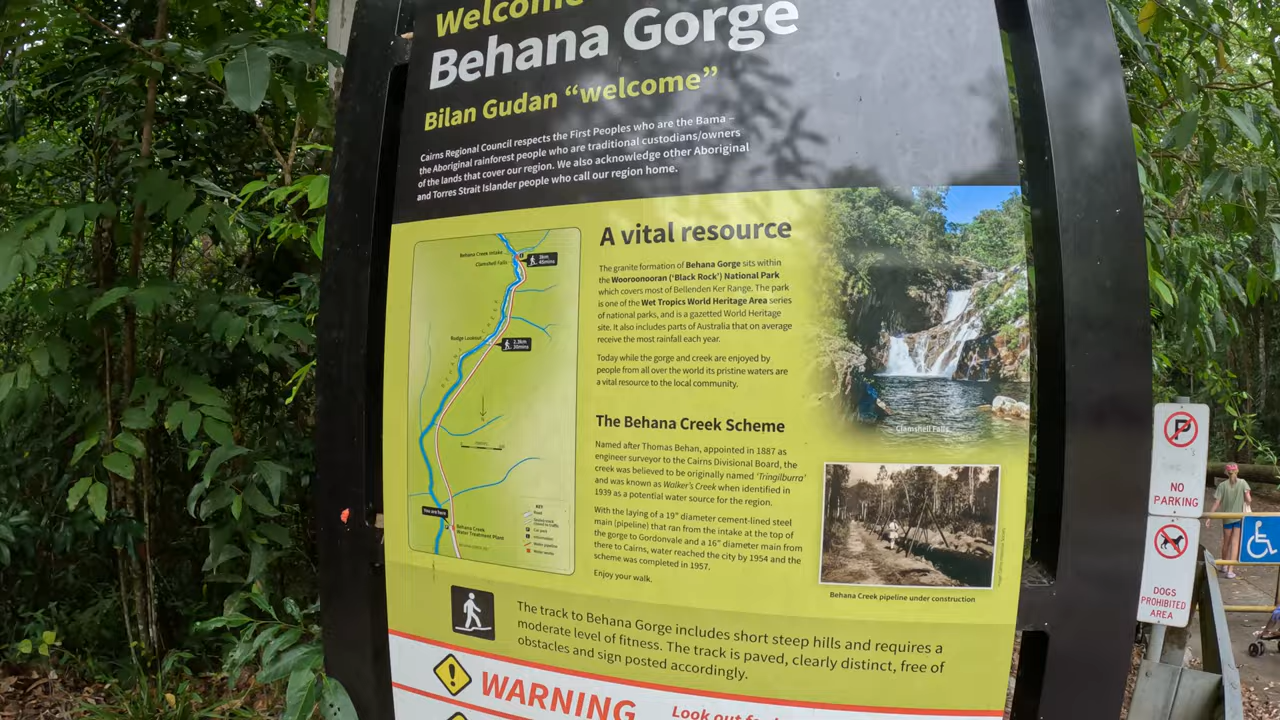 Welcome
Behana Gorge
Bilan Gudan “welcome”
Cairns Regional Council respects the First Peoples who are the Bama –
the Aboriginal rainforest people who are traditional custodians/owners
of the lands that cover our region. We also acknowledge other Aboriginal
and Torres Strait Islander people who call our region home.
Behana Creek Intake
Clamshell Falls
3km
45mins
Budge Lookout
2.3km
30mins
You are here
Behana Creek
Water Treatment Plant
KEY
Road
Car park
Information
Water pipeline
A vital resource
The granite formation of Behana Gorge sits within
the Wooroonooran (‘Black Rock’) National Park
which covers most of Bellenden Ker Range. The park
is one of the Wet Tropics World Heritage Area series
of national parks, and is a gazetted World Heritage
site. It also includes parts of Australia that on average
receive the most rainfall each year.
Today while the gorge and creek are enjoyed by
people from all over the world its pristine waters are
a vital resource to the local community.
Clamshell Falls
The Behana Creek Scheme
Named after Thomas Behan, appointed in 1887 as
engineer surveyor to the Cairns Divisional Board, the
creek was believed to be originally named ‘Tringilburra’
and was known as Walker’s Creek when identified in
1939 as a potential water source for the region.
With the laying of a 19” diameter cement-lined steel
main (pipeline) that ran from the intake at the top of
the gorge to Gordonvale and a 16” diameter main from
there to Cairns, water reached the city by 1954 and the
scheme was completed in 1957.
Enjoy your walk.
Behana Creek pipeline under construction
The track to Behana Gorge includes short steep hills and requires a
moderate level of fitness. The track is paved, clearly distinct, free of
obstacles and sign posted accordingly.
WARNING
Look out
P
NO
PARKING
DOGS
PROHIBITED
AREA